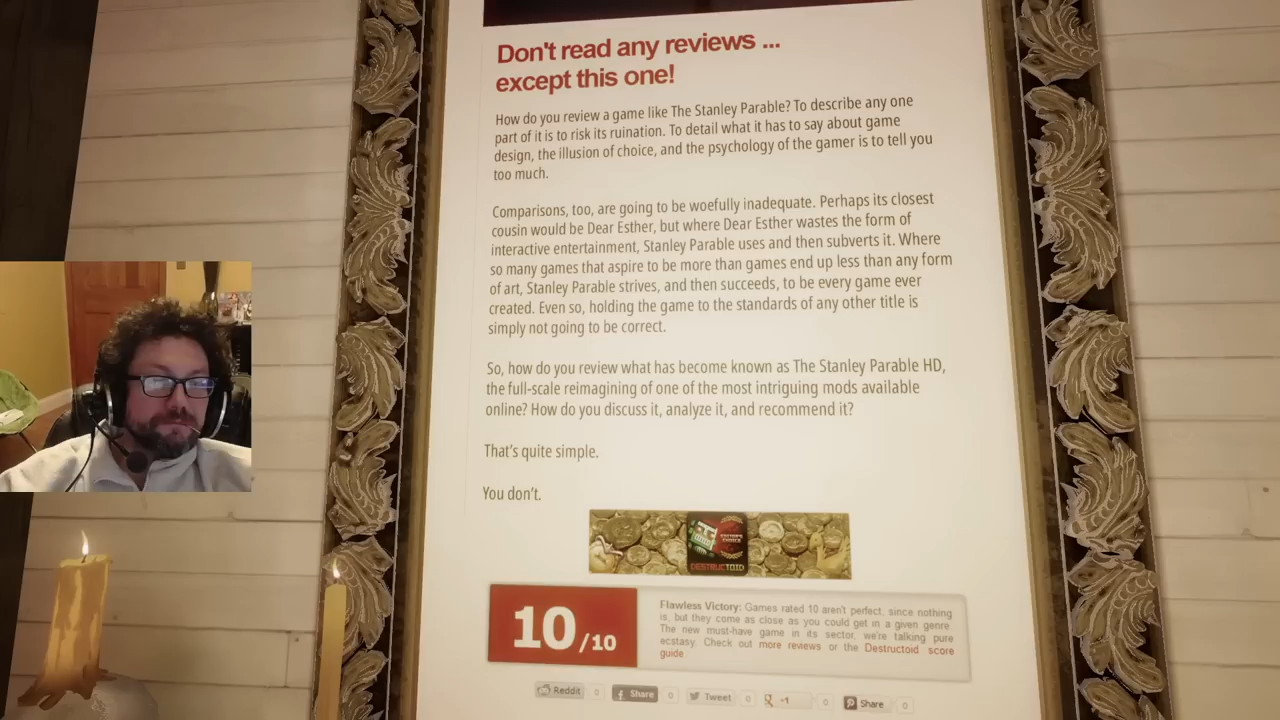 Don't read any reviews ...
except this one!
How do you review a game like The Stanley Parable? To describe any one
part of it is to risk its ruination. To detail what it has to say about game
design, the illusion of choice, and the psychology of the gamer is to tell you
too much.
Comparisons, too, are going to be woefully inadequate. Perhaps its closest
cousin would be Dear Esther, but where Dear Esther wastes the form of
interactive entertainment, Stanley Parable uses and then subverts it. Where
so many games that aspire to be more than games end up less than any form
of art, Stanley Parable strives, and then succeeds, to be every game ever
created. Even so, holding the game to the standards of any other title is
simply not going to be correct.
So, how do you review what has become known as The Stanley Parable HD,
the full-scale reimagining of one of the most intriguing mods available
online? How do you discuss it, analyze it, and recommend it?
That's quite simple.
You don't.
EDITOR'S
CHOICE
DESTRUCTOID
10/10
Flawless Victory: Games rated 10 aren't perfect, since nothing
is, but they come as close as you could get in a given genre.
The new must-have game in its sector, we're talking pure
ecstasy. Check out more reviews or the Destructoid score
guide
Reddit 0 Share 0 Tweet 0 +1 0 Share 0